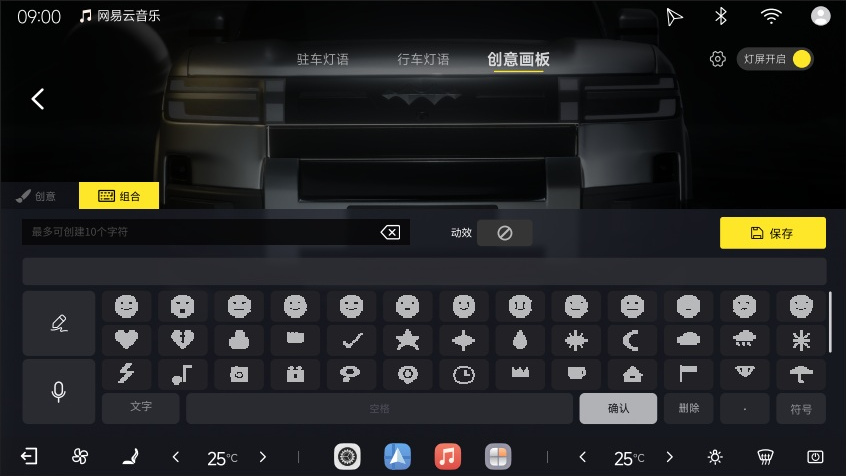 09:00 网易云音乐
驻车灯语 行车灯语 创意画板 灯屏开启
创意 组合
最多可创建10个字符 动效 保存
文字 空格 确认 删除 · 符号
25°C 25°C